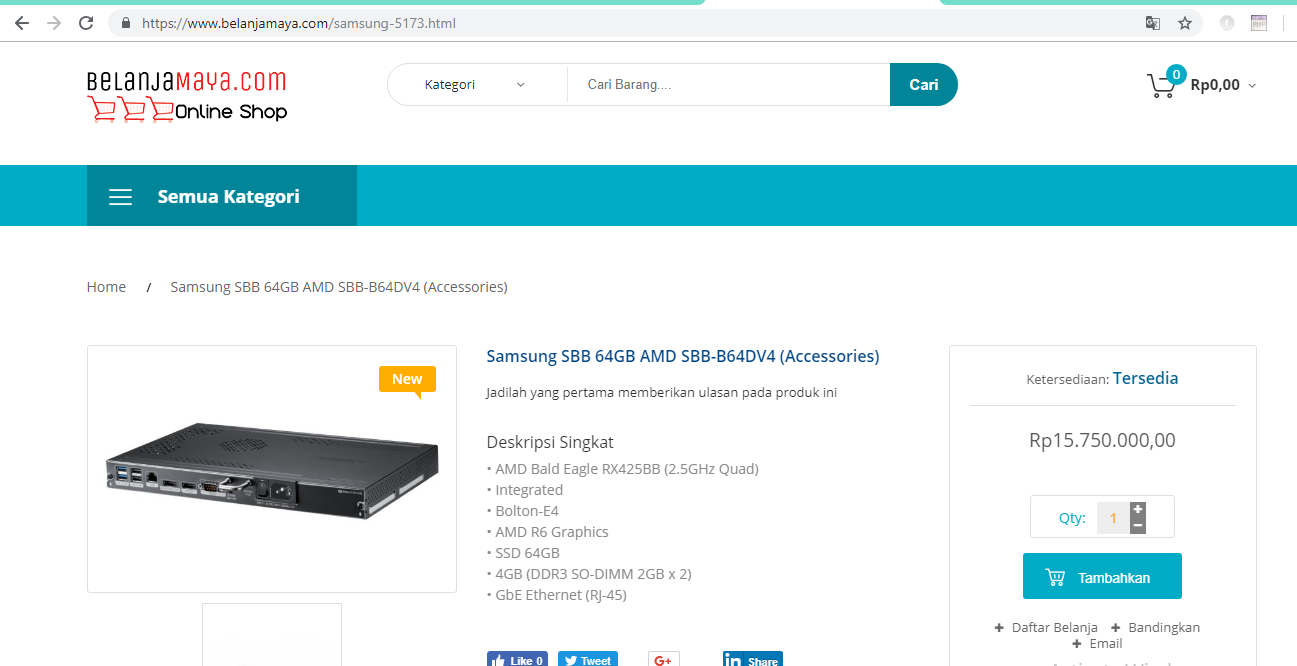 https://www.belanjamaya.com/samsung-5173.html
BELANJAMAYA.COM
Online Shop
Kategori
Cari Barang....
Cari
0
Rp0,00
Semua Kategori
Home / Samsung SBB 64GB AMD SBB-B64DV4 (Accessories)
New
Samsung SBB 64GB AMD SBB-B64DV4 (Accessories)
Jadilah yang pertama memberikan ulasan pada produk ini
Deskripsi Singkat
• AMD Bald Eagle RX425BB (2.5GHz Quad)
• Integrated
• Bolton-E4
• AMD R6 Graphics
• SSD 64GB
• 4GB (DDR3 SO-DIMM 2GB x 2)
• GbE Ethernet (RJ-45)
Like 0
Tweet
G+
in Share
Ketersediaan: Tersedia
Rp15.750.000,00
Qty: 1 + −
Tambahkan
+ Daftar Belanja + Bandingkan
+ Email